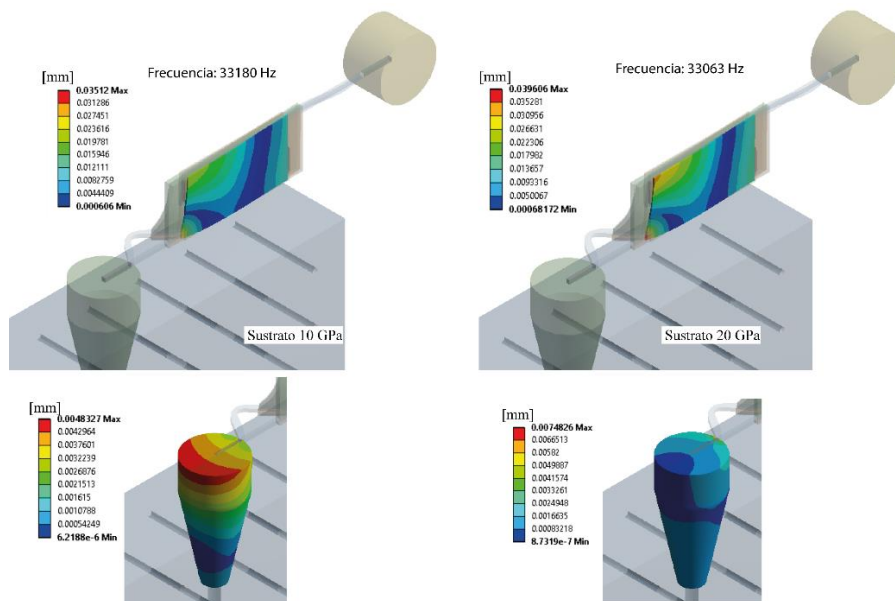 Frecuencia: 33180 Hz
[mm]
0.03512 Max
0.031286
0.027451
0.023616
0.019781
0.015946
0.012111
0.0082759
0.0044409
0.000606 Min
Sustrato 10 GPa
Frecuencia: 33063 Hz
[mm]
0.039606 Max
0.035281
0.030956
0.026631
0.022306
0.017982
0.013657
0.0093316
0.0050067
0.00068172 Min
Sustrato 20 GPa
[mm]
0.0048327 Max
0.0042964
0.0037601
0.0032239
0.0026876
0.0021513
0.001615
0.0010788
0.00054249
6.2188e-6 Min
[mm]
0.0074826 Max
0.0066513
0.00582
0.0049887
0.0041574
0.0033261
0.0024948
0.0016635
0.00083218
8.7319e-7 Min